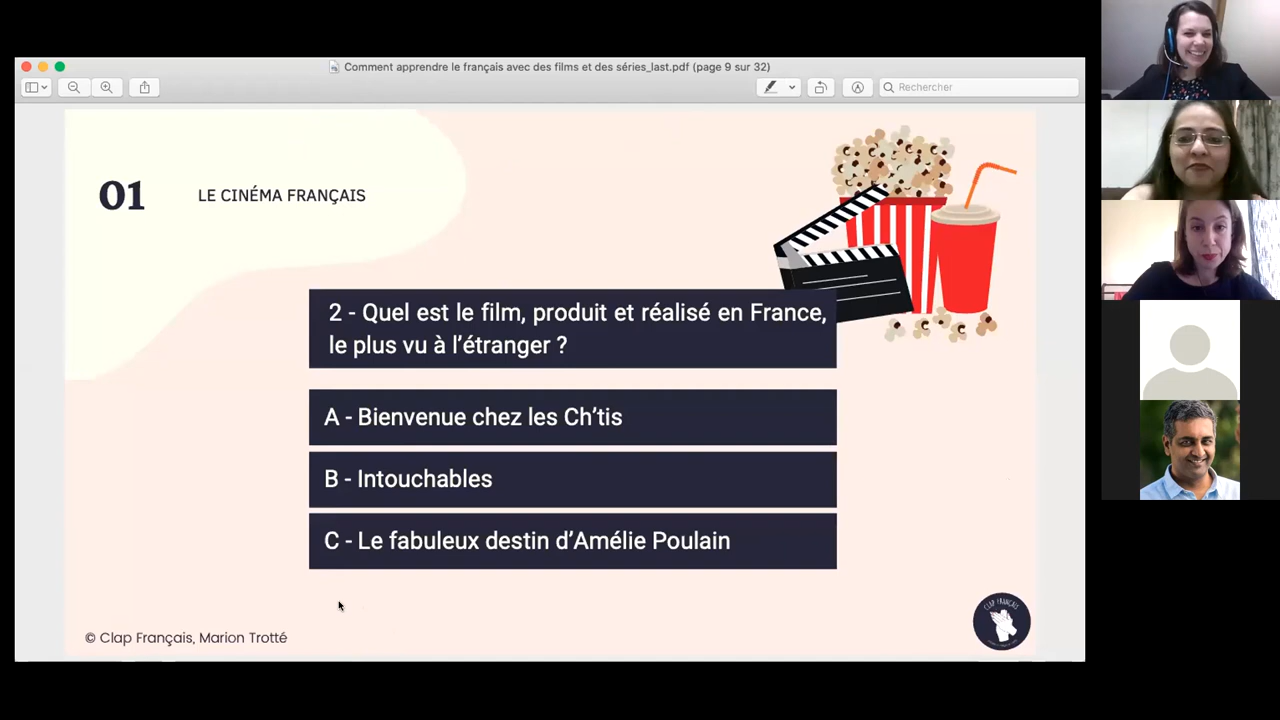 Comment apprendre le français avec des films et des séries_last.pdf (page 9 sur 32)
Rechercher
01
LE CINÉMA FRANÇAIS
2 - Quel est le film, produit et réalisé en France,
le plus vu à l’étranger ?
A - Bienvenue chez les Ch’tis
B - Intouchables
C - Le fabuleux destin d’Amélie Poulain
© Clap Français, Marion Trotté
CLAP FRANÇAIS